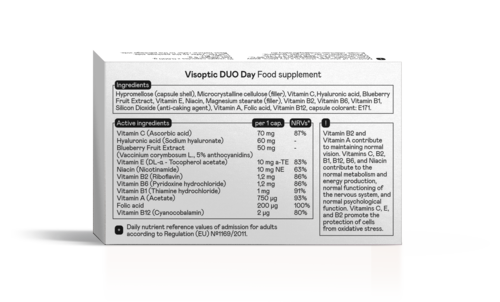 Visoptic DUO Day Food supplement
Ingredients
Hypromellose (capsule shell), Microcrystalline cellulose (filler), Vitamin C, Hyaluronic acid, Blueberry
Fruit Extract, Vitamin E, Niacin, Magnesium stearate (filler), Vitamin B2, Vitamin B6, Vitamin B1,
Silicon Dioxide (anti-caking agent), Vitamin A, Folic acid, Vitamin B12, capsule colorant: E171.
Active ingredients per 1 cap. NRVs*
Vitamin C (Ascorbic acid) 70 mg 87%
Hyaluronic acid (Sodium hyaluronate) 60 mg -
Blueberry Fruit Extract 50 mg -
(Vaccinium corymbosum L., 5% anthocyanidins)
Vitamin E (DL-α - Tocopherol acetate) 10 mg a-TE 83%
Niacin (Nicotinamide) 10 mg NE 63%
Vitamin B2 (Riboflavin) 1,2 mg 86%
Vitamin B6 (Pyridoxine hydrochloride) 1,2 mg 86%
Vitamin B1 (Thiamine hydrochloride) 1 mg 91%
Vitamin A (Acetate) 750 µg 93%
Folic acid 200 µg 100%
Vitamin B12 (Cyanocobalamin) 2 µg 80%
* Daily nutrient reference values of admission for adults
according to Regulation (EU) №1169/2011.
!
Vitamin B2 and
Vitamin A contribute
to maintaining normal
vision. Vitamins C, B2,
B1, B12, B6, and Niacin
contribute to the
normal metabolism and
energy production,
normal functioning of
the nervous system, and
normal psychological
function. Vitamins C, E,
and B2 promote the
protection of cells
from oxidative stress.